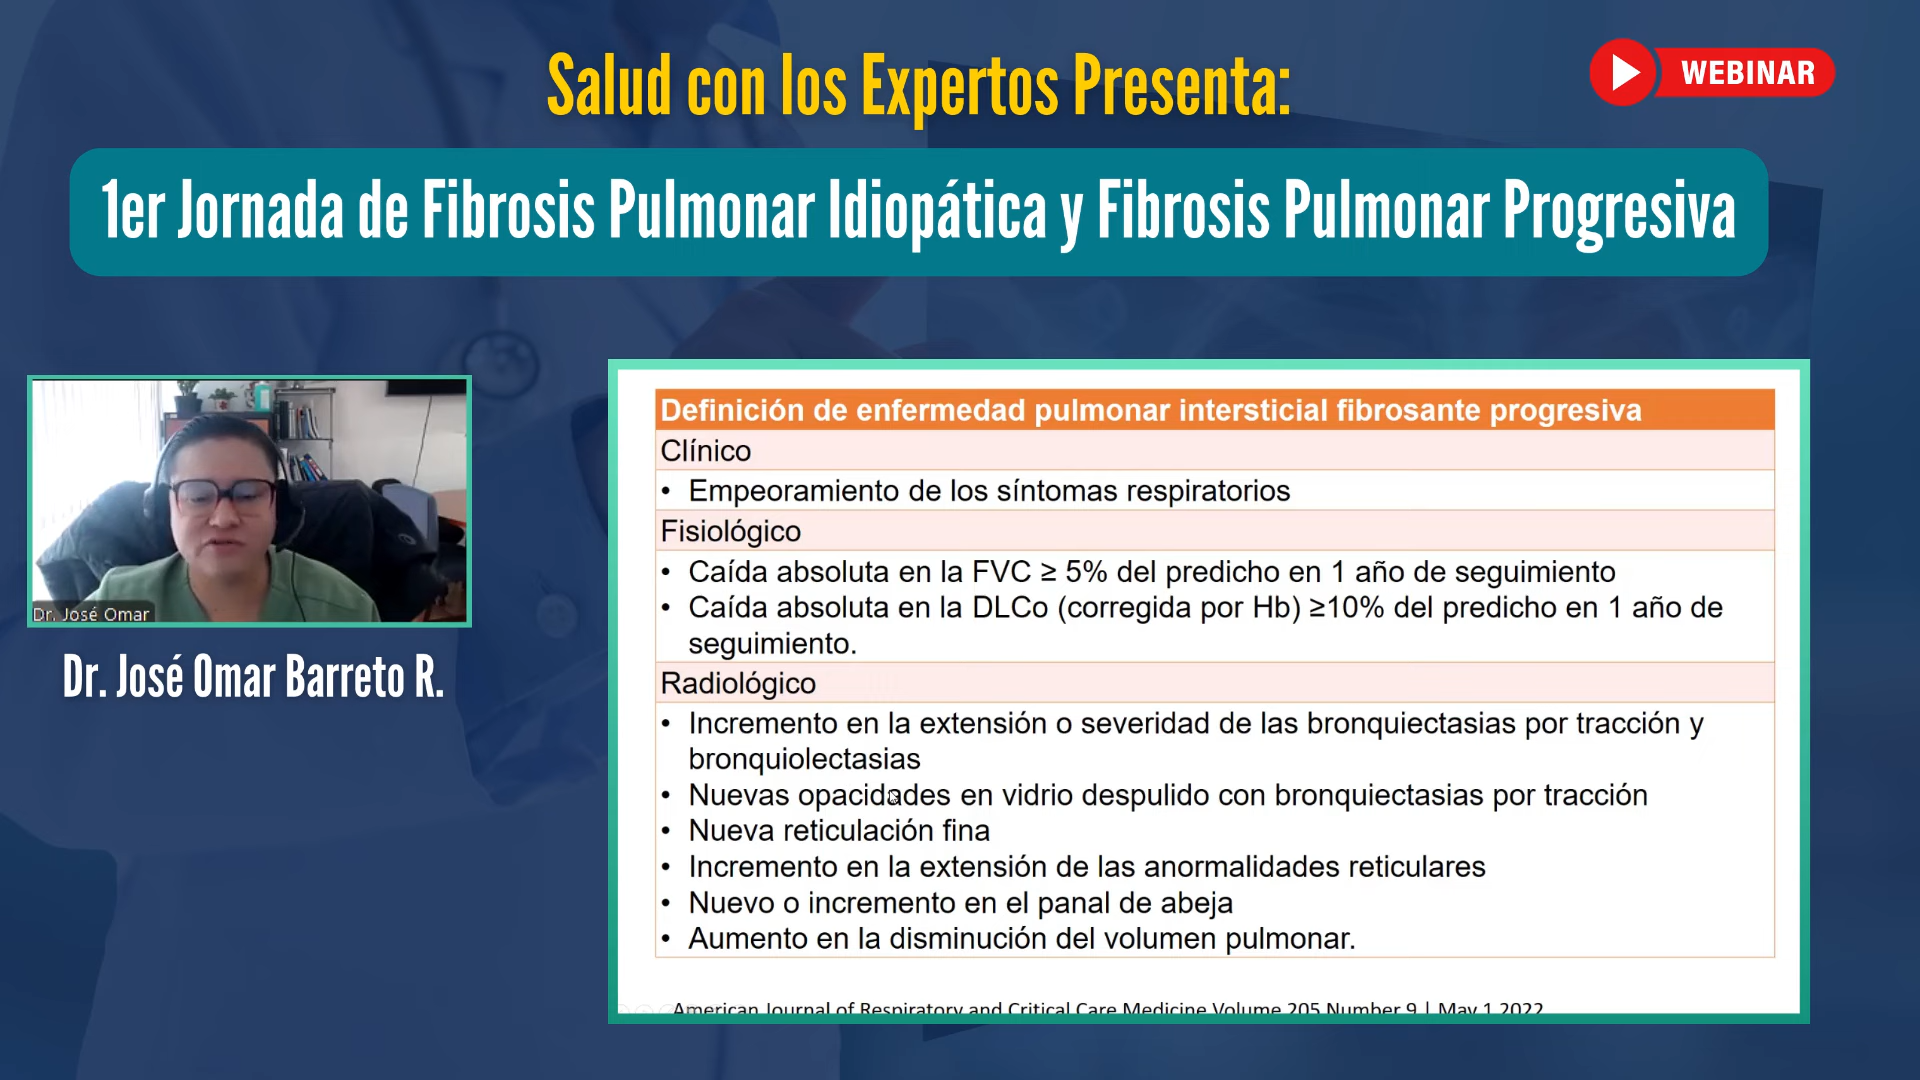 Salud con los Expertos Presenta:
WEBINAR
1er Jornada de Fibrosis Pulmonar Idiopática y Fibrosis Pulmonar Progresiva
Dr. José Omar
Dr. José Omar Barreto R.
Definición de enfermedad pulmonar intersticial fibrosante progresiva
Clínico
• Empeoramiento de los síntomas respiratorios
Fisiológico
• Caída absoluta en la FVC ≥ 5% del predicho en 1 año de seguimiento
• Caída absoluta en la DLCo (corregida por Hb) ≥10% del predicho en 1 año de
seguimiento.
Radiológico
• Incremento en la extensión o severidad de las bronquiectasias por tracción y
bronquiolectasias
• Nuevas opacidades en vidrio despulido con bronquiectasias por tracción
• Nueva reticulación fina
• Incremento en la extensión de las anormalidades reticulares
• Nuevo o incremento en el panal de abeja
• Aumento en la disminución del volumen pulmonar.
American Journal of Respiratory and Critical Care Medicine Volume 205 Number 9 | May 1 2022